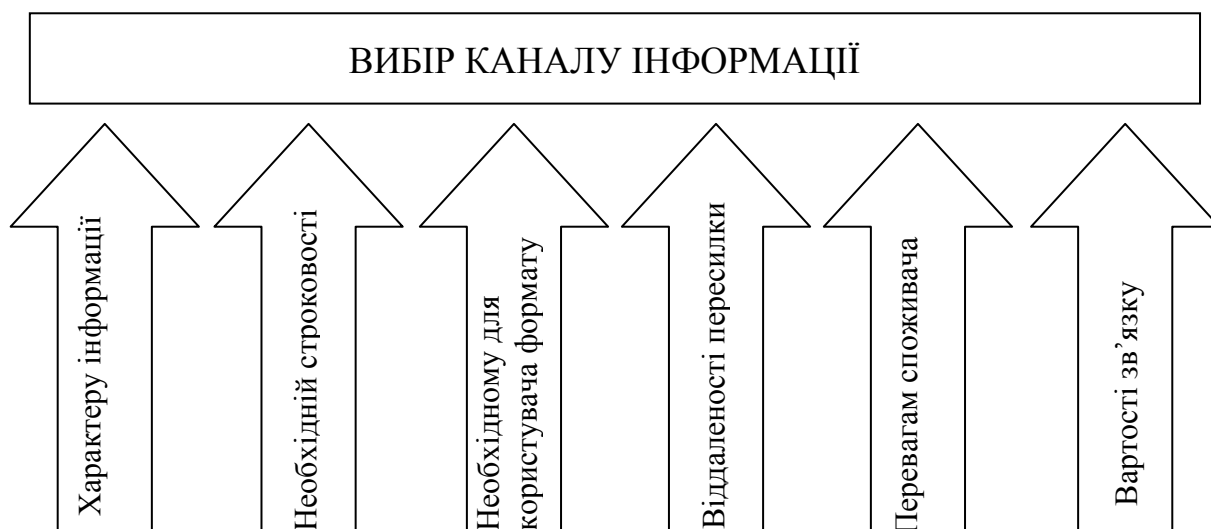 ВИБІР КАНАЛУ ІНФОРМАЦІЇ
Характеру інформації
Необхідній строковості
Необхідному для
користувача формату
Віддаленості пересилки
Перевагам споживача
Вартості зв’язку